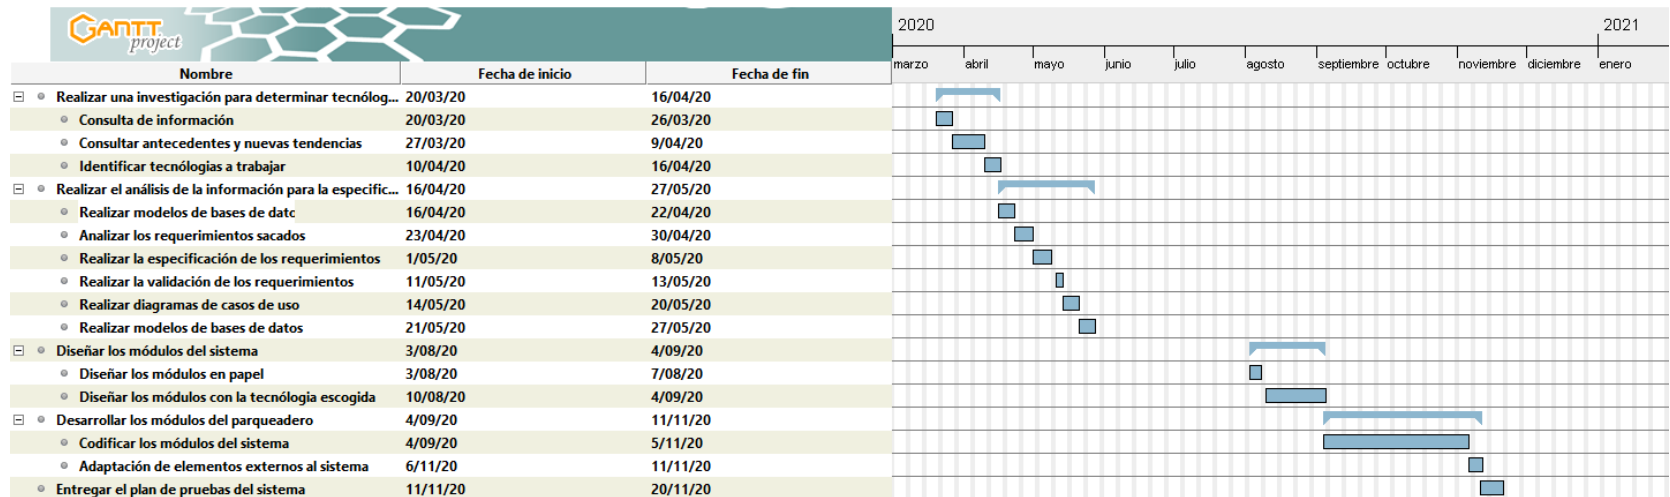 GANTT project
2020 2021
marzo abril mayo junio julio agosto septiembre octubre noviembre diciembre enero
Nombre Fecha de inicio Fecha de fin
Realizar una investigación para determinar tecnólog... 20/03/20 16/04/20
Consulta de información 20/03/20 26/03/20
Consultar antecedentes y nuevas tendencias 27/03/20 9/04/20
Identificar tecnólogias a trabajar 10/04/20 16/04/20
Realizar el análisis de la información para la especific... 16/04/20 27/05/20
Realizar modelos de bases de dato 16/04/20 22/04/20
Analizar los requerimientos sacados 23/04/20 30/04/20
Realizar la especificación de los requerimientos 1/05/20 8/05/20
Realizar la validación de los requerimientos 11/05/20 13/05/20
Realizar diagramas de casos de uso 14/05/20 20/05/20
Realizar modelos de bases de datos 21/05/20 27/05/20
Diseñar los módulos del sistema 3/08/20 4/09/20
Diseñar los módulos en papel 3/08/20 7/08/20
Diseñar los módulos con la tecnólogia escogida 10/08/20 4/09/20
Desarrollar los módulos del parqueadero 4/09/20 11/11/20
Codificar los módulos del sistema 4/09/20 5/11/20
Adaptación de elementos externos al sistema 6/11/20 11/11/20
Entregar el plan de pruebas del sistema 11/11/20 20/11/20